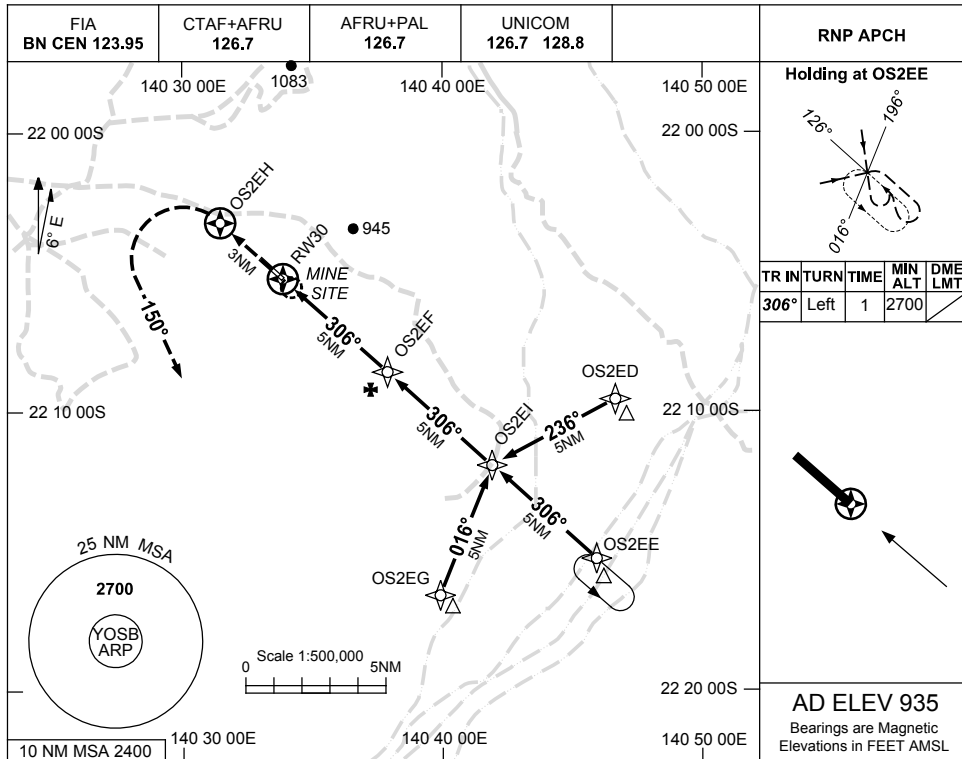 FIA
BN CEN 123.95
CTAF+AFRU
126.7
AFRU+PAL
126.7
UNICOM
126.7 128.8
RNP APCH
1083
140 30 00E
140 40 00E
140 50 00E
22 00 00S
22 00 00S
Holding at OS2EE
126°
196°
016°
TR IN TURN TIME MIN ALT DME LMT
306° Left 1 2700
6° E
OS2EH
945
RW30
3NM
MINE
SITE
150°
306°
5NM
OS2EF
OS2ED
22 10 00S
22 10 00S
306°
5NM
OS2EI
236°
5NM
306°
5NM
016°
5NM
OS2EE
OS2EG
25 NM MSA
2700
YOSB
ARP
Scale 1:500,000
0 5NM
22 20 00S
10 NM MSA 2400
140 30 00E
140 40 00E
140 50 00E
AD ELEV 935
Bearings are Magnetic
Elevations in FEET AMSL